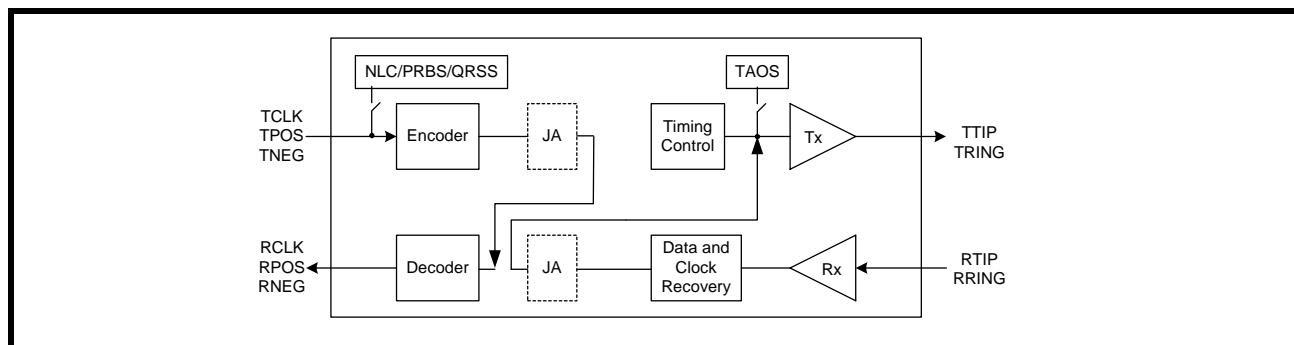 NLC/PRBS/QRSS
TAOS
TCLK
TPOS
TNEG
Encoder
JA
Timing
Control
Tx
TTIP
TRING
RCLK
RPOS
RNEG
Decoder
JA
Data and
Clock
Recovery
Rx
RTIP
RRING